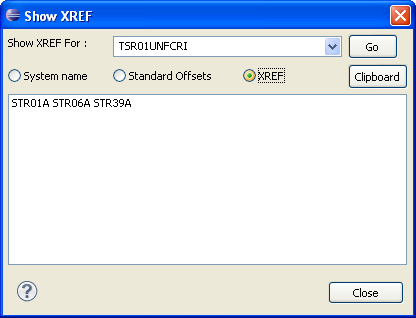 Show XREF
Show XREF For :
TSR01UNFCRI
Go
System name
Standard Offsets
XREF
Clipboard
STR01A STR06A STR39A
?
Close